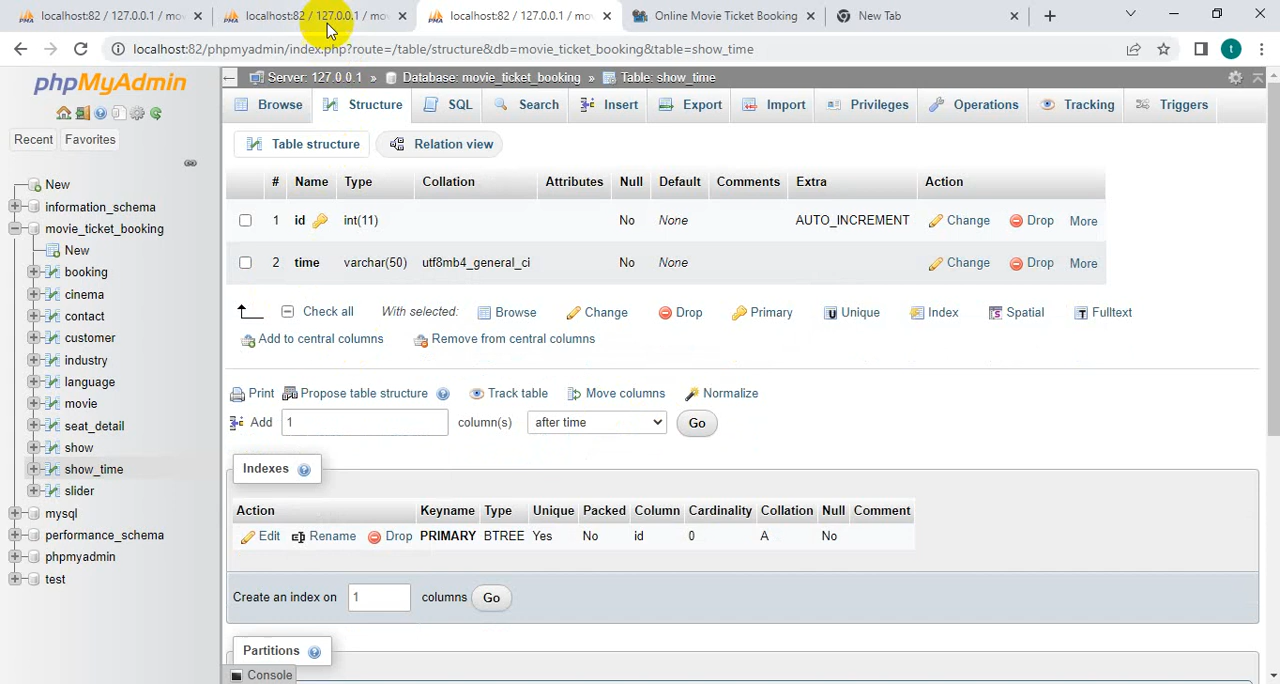 localhost:82 / 127.0.0.1 / mo
localhost:82 / 127.0.0.1 / mo
localhost:82 / 127.0.0.1 / mo
Online Movie Ticket Booking
New Tab
localhost:82/phpmyadmin/index.php?route=/table/structure&db=movie_ticket_booking&table=show_time
t
phpMyAdmin
Recent Favorites
New
information_schema
movie_ticket_booking
New
booking
cinema
contact
customer
industry
language
movie
seat_detail
show
show_time
slider
mysql
performance_schema
phpmyadmin
test
Server: 127.0.0.1 » Database: movie_ticket_booking » Table: show_time
Browse Structure SQL Search Insert Export Import Privileges Operations Tracking Triggers
Table structure Relation view
# Name Type Collation Attributes Null Default Comments Extra Action
1 id int(11) No None AUTO_INCREMENT Change Drop More
2 time varchar(50) utf8mb4_general_ci No None Change Drop More
Check all With selected: Browse Change Drop Primary Unique Index Spatial Fulltext
Add to central columns Remove from central columns
Print Propose table structure Track table Move columns Normalize
Add 1 column(s) after time Go
Indexes
Action Keyname Type Unique Packed Column Cardinality Collation Null Comment
Edit Rename Drop PRIMARY BTREE Yes No id 0 A No
Create an index on 1 columns Go
Partitions
Console